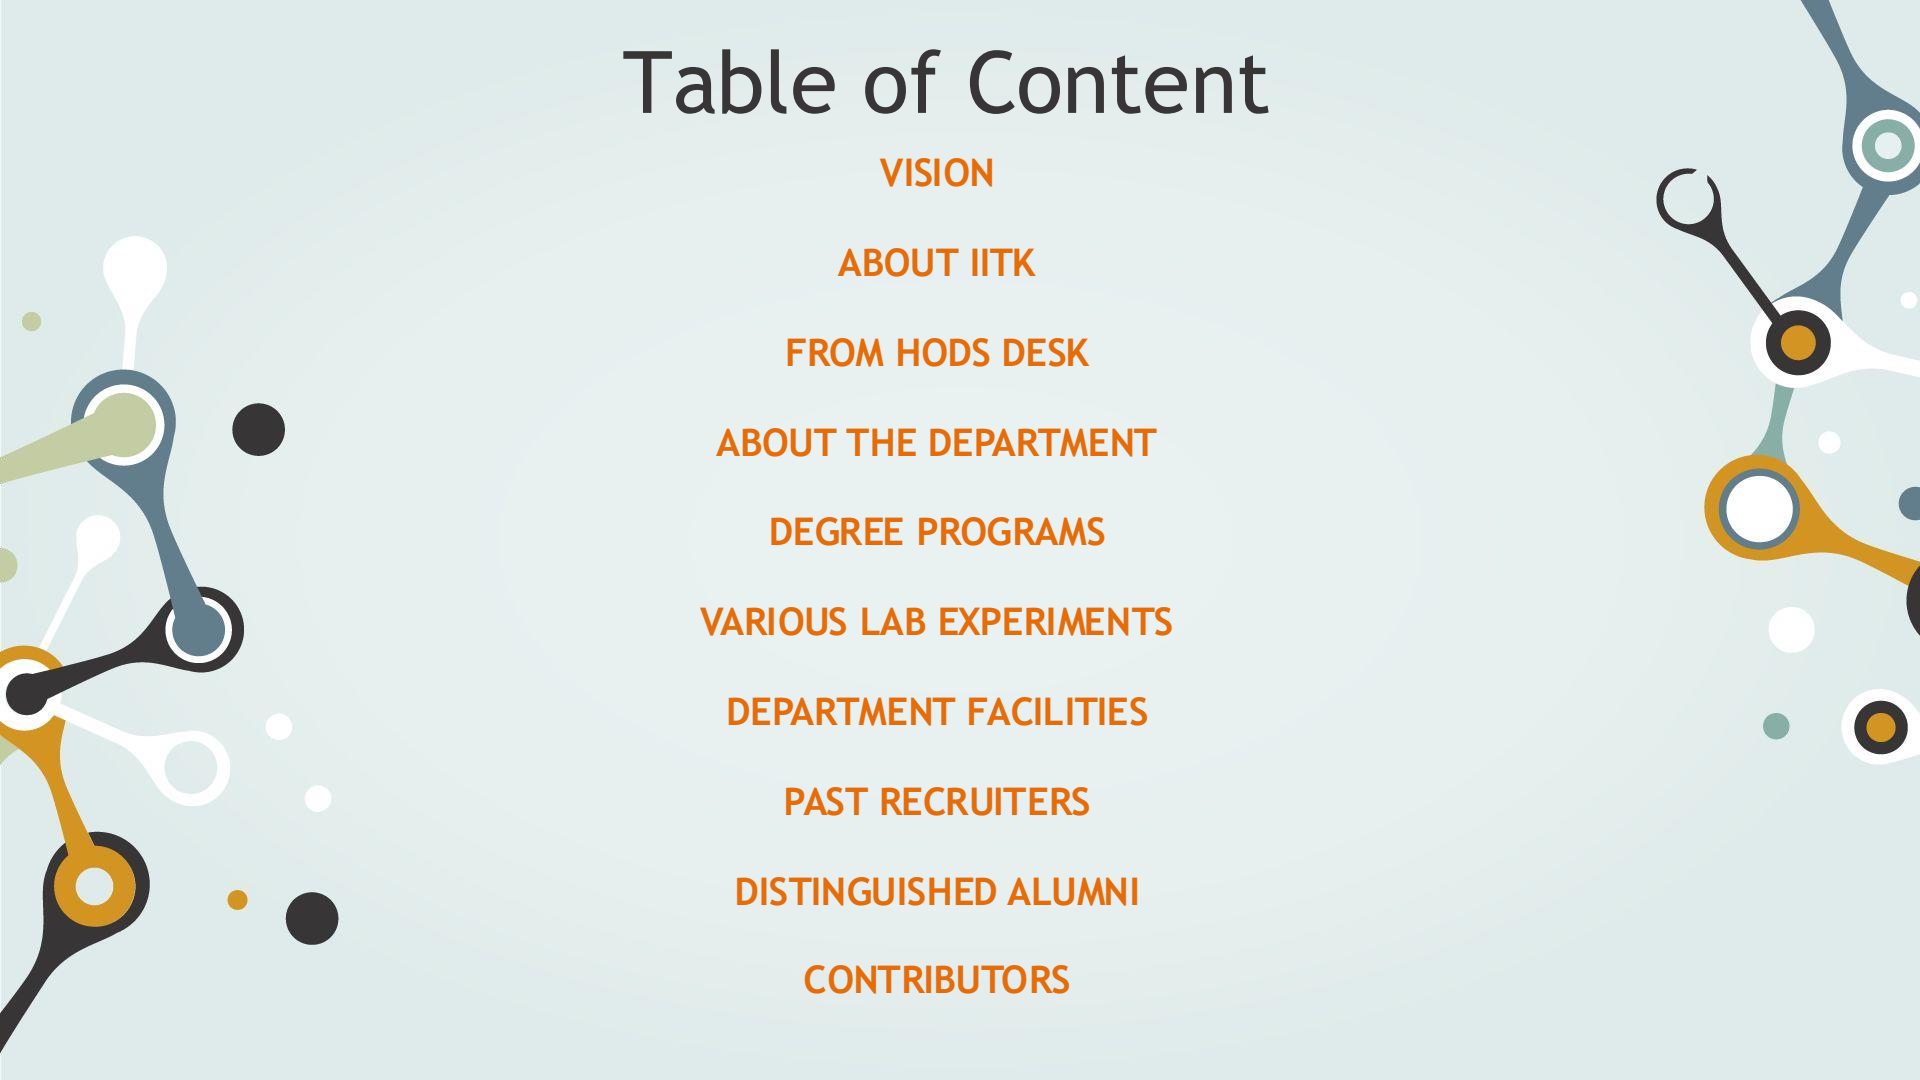 Table of Content
VISION
ABOUT IITK
FROM HODS DESK
ABOUT THE DEPARTMENT
DEGREE PROGRAMS
VARIOUS LAB EXPERIMENTS
DEPARTMENT FACILITIES
PAST RECRUITERS
DISTINGUISHED ALUMNI
CONTRIBUTORS